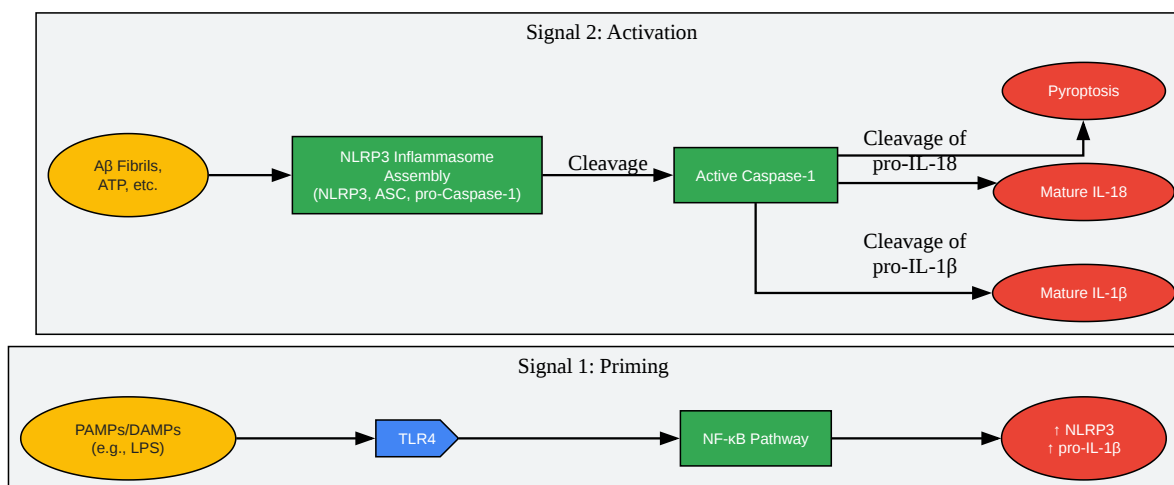 Signal 2: Activation
Pyroptosis
Aβ Fibrils,
ATP, etc.
NLRP3 Inflammasome
Assembly
(NLRP3, ASC, pro-Caspase-1)
Cleavage
Active Caspase-1
Cleavage of
pro-IL-18
Mature IL-18
Cleavage of
pro-IL-1β
Mature IL-1β
Signal 1: Priming
PAMPs/DAMPs
(e.g., LPS)
TLR4
NF-κB Pathway
↑ NLRP3
↑ pro-IL-1β